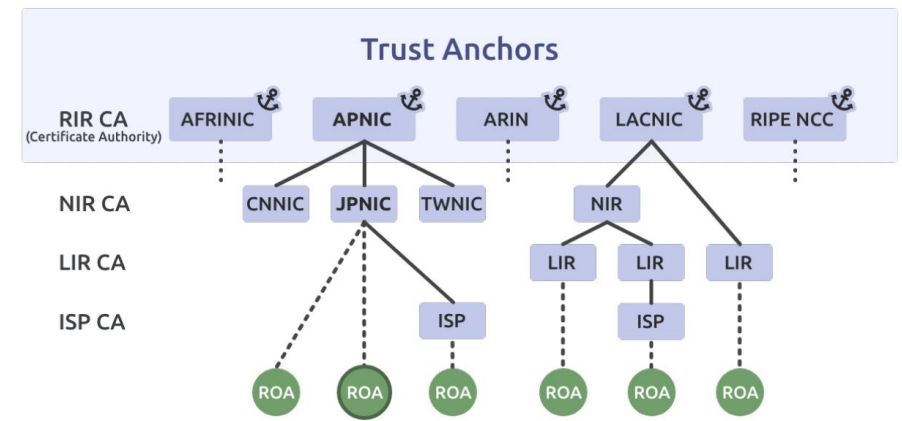 Trust Anchors
RIR CA
(Certificate Authority)
AFRINIC
APNIC
ARIN
LACNIC
RIPE NCC
NIR CA
CNNIC
JPNIC
TWNIC
NIR
LIR CA
LIR
LIR
LIR
ISP CA
ISP
ISP
ROA
ROA
ROA
ROA
ROA
ROA